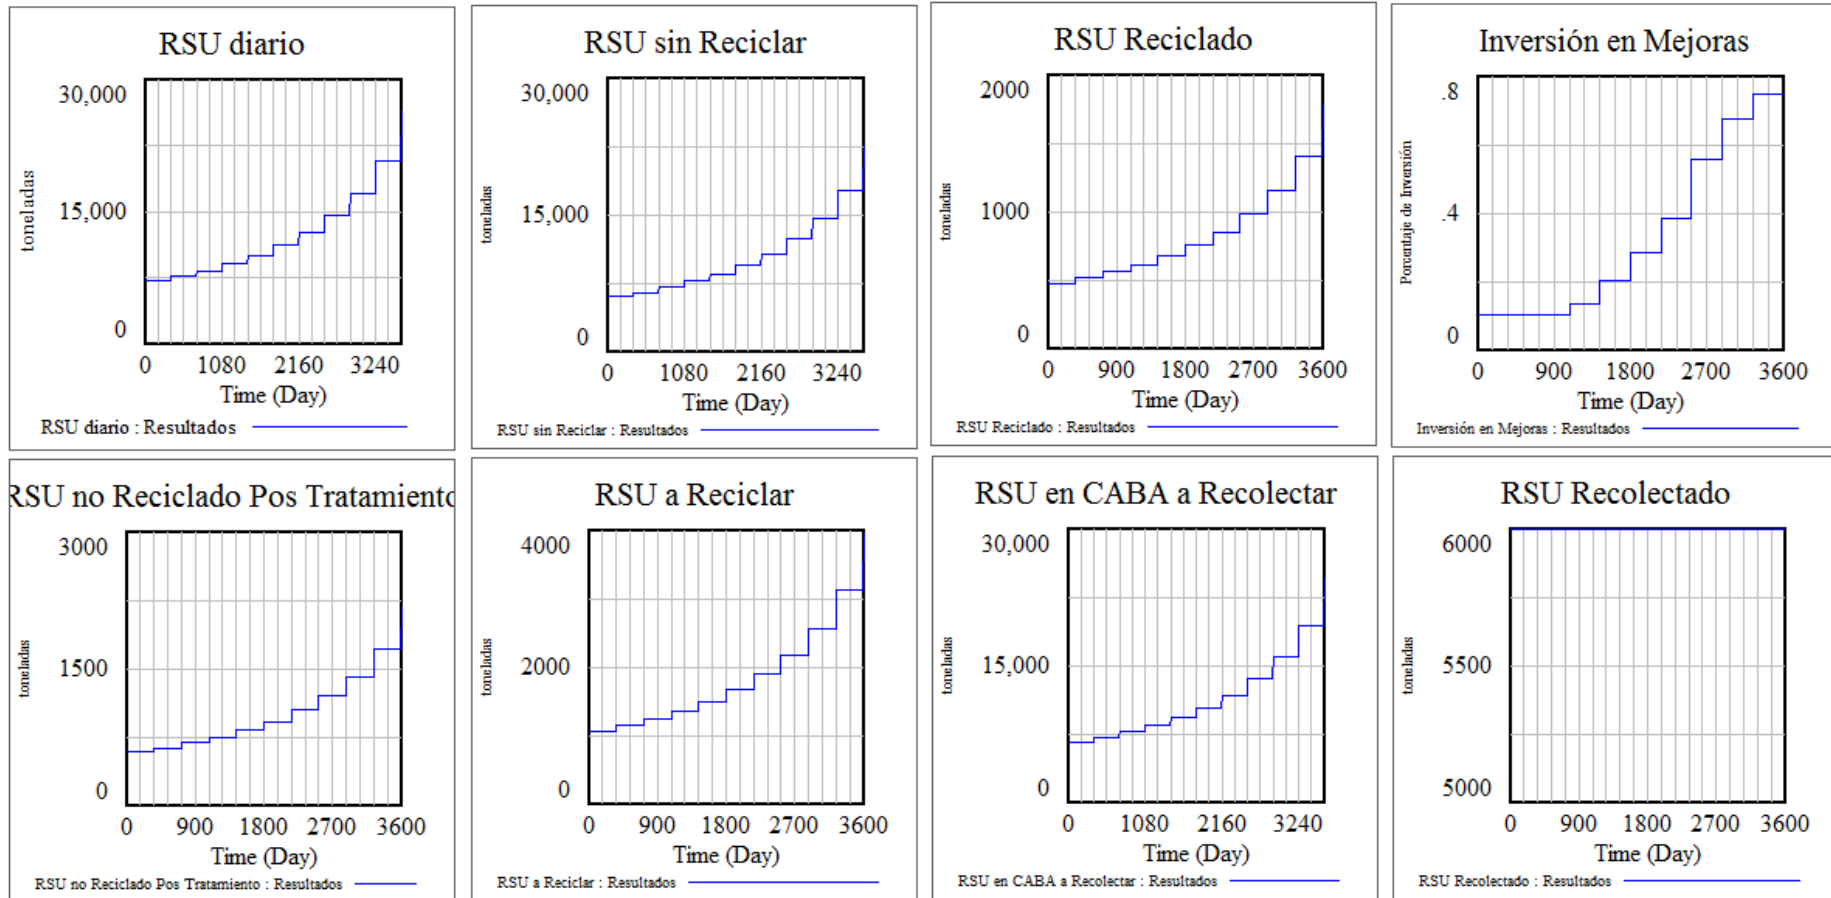 RSU diario
30,000
15,000
0
toneladas
0 1080 2160 3240
Time (Day)
RSU diario : Resultados
RSU sin Reciclar
30,000
15,000
0
toneladas
0 1080 2160 3240
Time (Day)
RSU sin Reciclar : Resultados
RSU Reciclado
2000
1000
0
toneladas
0 900 1800 2700 3600
Time (Day)
RSU Reciclado : Resultados
Inversión en Mejoras
.8
.4
0
Porcentaje de Inversión
0 900 1800 2700 3600
Time (Day)
Inversión en Mejoras : Resultados
RSU no Reciclado Pos Tratamiento
3000
1500
0
toneladas
0 900 1800 2700 3600
Time (Day)
RSU no Reciclado Pos Tratamiento : Resultados
RSU a Reciclar
4000
2000
0
toneladas
0 900 1800 2700 3600
Time (Day)
RSU a Reciclar : Resultados
RSU en CABA a Recolectar
30,000
15,000
0
toneladas
0 1080 2160 3240
Time (Day)
RSU en CABA a Recolectar : Resultados
RSU Recolectado
6000
5500
5000
toneladas
0 900 1800 2700 3600
Time (Day)
RSU Recolectado : Resultados